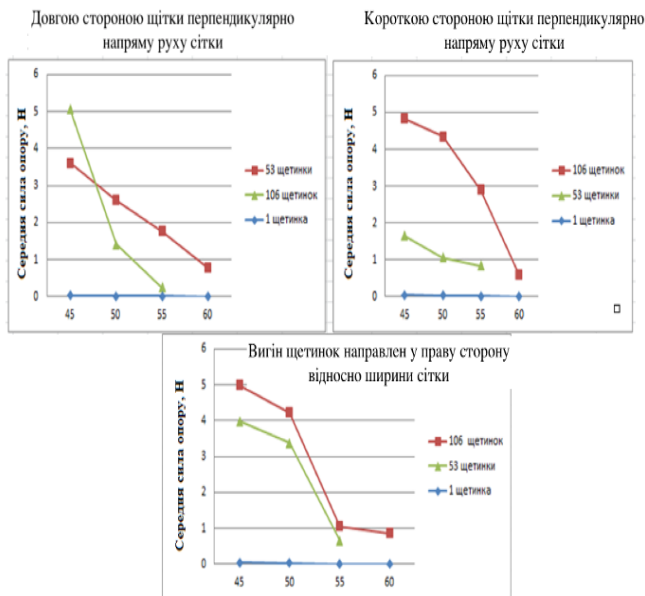 Довгою стороною щітки перпендикулярно
напряму руху сітки
Середня сила опору, Н
6
5
4
3
2
1
0
45 50 55 60
53 щетинки
106 щетинок
1 щетинка
Короткою стороною щітки перпендикулярно
напряму руху сітки
Середня сила опору, Н
6
5
4
3
2
1
0
45 50 55 60
106 щетинок
53 щетинки
1 щетинка
Вигін щетинок направлен у праву сторону
відносно ширини сітки
Середня сила опору, Н
6
5
4
3
2
1
0
45 50 55 60
106 щетинок
53 щетинки
1 щетинка